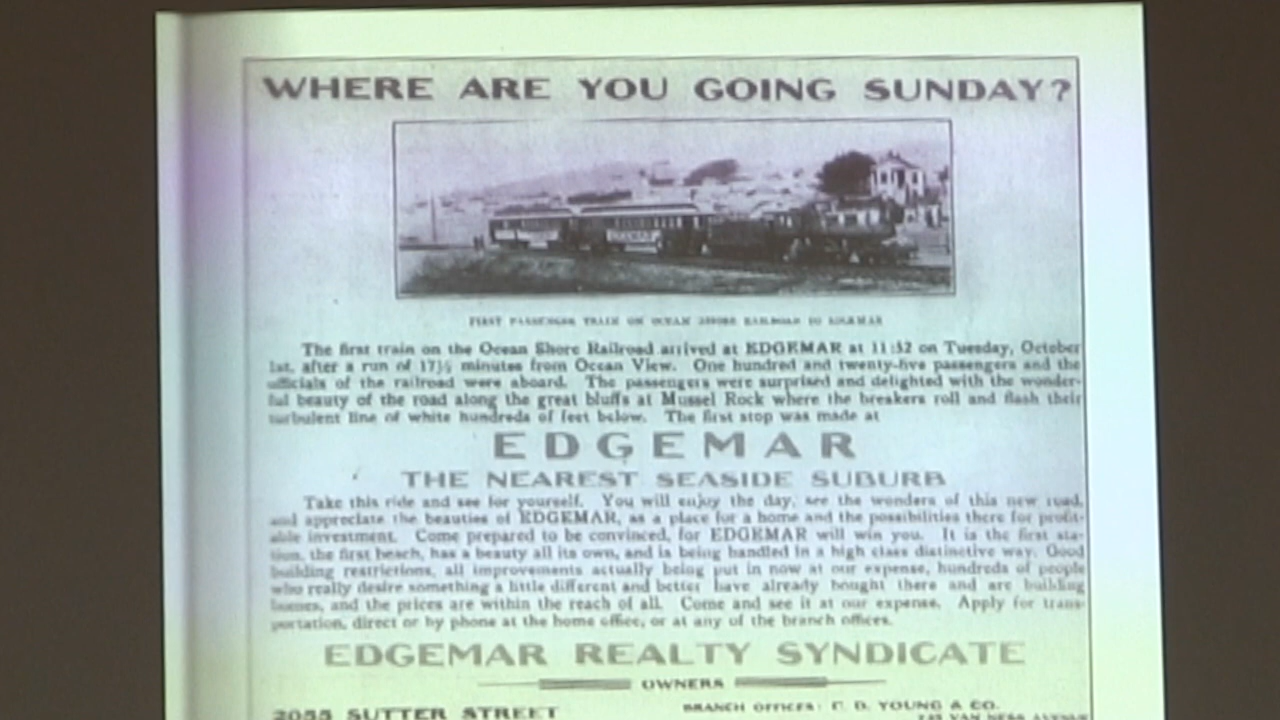 WHERE ARE YOU GOING SUNDAY?
EDGEMAR
FIRST PASSENGER TRAIN ON OCEAN SHORE RAILROAD TO EDGEMAR
The first train on the Ocean Shore Railroad arrived at EDGEMAR at 11:52 on Tuesday, October
1st, after a run of 17½ minutes from Ocean View. One hundred and twenty-five passengers and the
officials of the railroad were aboard. The passengers were surprised and delighted with the wonder-
ful beauty of the road along the great bluffs at Mussel Rock where the breakers roll and flash their
turbulent line of white hundreds of feet below. The first stop was made at
EDGEMAR
THE NEAREST SEASIDE SUBURB
Take this ride and see for yourself. You will enjoy the day, see the wonders of this new road,
and appreciate the beauties of EDGEMAR, as a place for a home and the possibilities there for profit-
able investment. Come prepared to be convinced, for EDGEMAR will win you. It is the first sta-
tion, the first beach, has a beauty all its own, and is being handled in a high class distinctive way. Good
building restrictions, all improvements actually being put in now at our expense, hundreds of people
who really desire something a little different and better have already bought there and are building
homes, and the prices are within the reach of all. Come and see it at our expense. Apply for trans-
portation, direct or by phone at the home office, or at any of the branch offices.
EDGEMAR REALTY SYNDICATE
OWNERS
2055 SUTTER STREET
BRANCH OFFICES: C. D. YOUNG & CO.
VAN NESS AVENUE